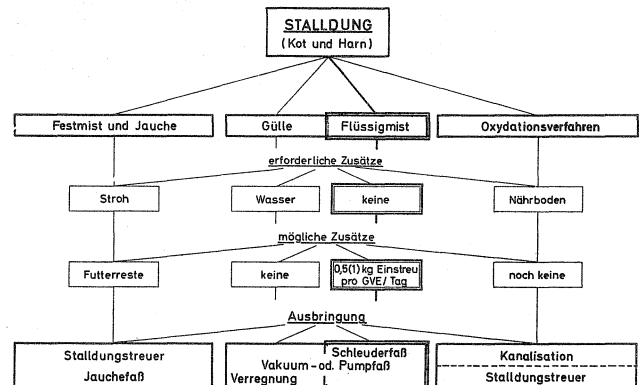 STALLDUNG
(Kot und Harn)
Festmist und Jauche Gülle Flüssigmist Oxydationsverfahren
erforderliche Zusätze
Stroh Wasser keine Nährboden
mögliche Zusätze
Futterreste keine 0,5(1)kg Einstreu pro GVE/Tag noch keine
Ausbringung
Stalldungstreuer Schleuderfaß Kanalisation
Jauchefaß Vakuum-od. Pumpfaß Stalldungstreuer
Verregnung